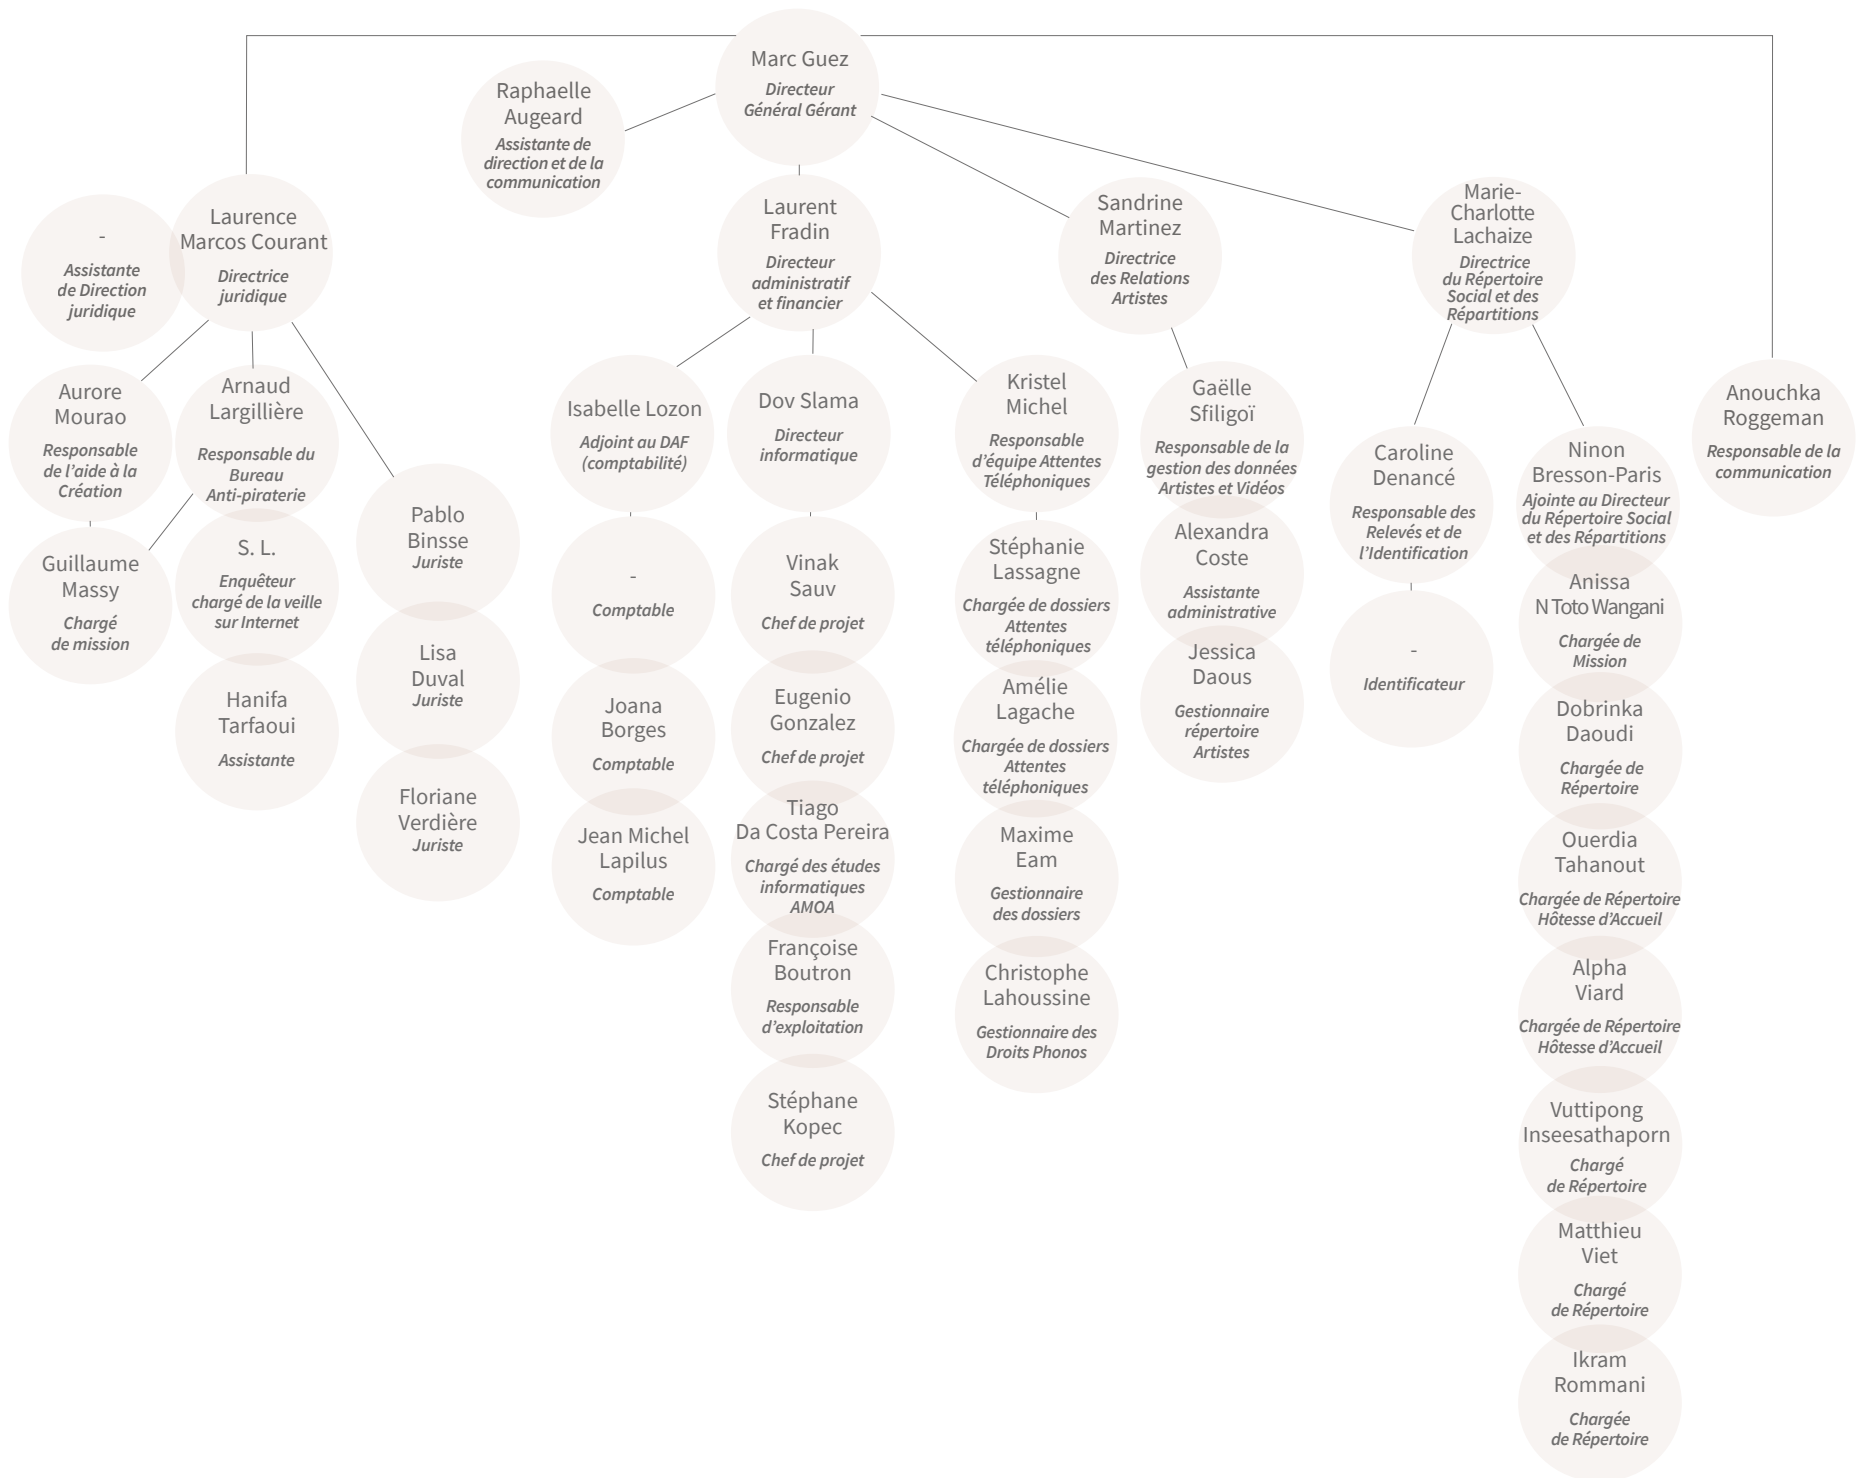 Marc Guez
Directeur
Général Gérant
Raphaelle
Augeard
Assistante de
direction et de la
communication
-
Assistante
de Direction
juridique
Laurence
Marcos Courant
Directrice
juridique
Laurent
Fradin
Directeur
administratif
et financier
Sandrine
Martinez
Directrice
des Relations
Artistes
Marie-
Charlotte
Lachaize
Directrice
du Répertoire
Social et des
Répartitions
Anouchka
Roggeman
Responsable de la
communication
Aurore
Mourao
Responsable
de l’aide à la
Création
Guillaume
Massy
Chargé
de mission
Arnaud
Largillière
Responsable du
Bureau
Anti-piraterie
S. L.
Enquêteur
chargé de la veille
sur Internet
Hanifa
Tarfaoui
Assistante
Pablo
Binsse
Juriste
Lisa
Duval
Juriste
Floriane
Verdière
Juriste
Isabelle Lozon
Adjoint au DAF
(comptabilité)
-
Comptable
Joana
Borges
Comptable
Jean Michel
Lapilus
Comptable
Dov Slama
Directeur
informatique
Vinak
Sauv
Chef de projet
Eugenio
Gonzalez
Chef de projet
Tiago
Da Costa Pereira
Chargé des études
informatiques
AMOA
Françoise
Boutron
Responsable
d’exploitation
Stéphane
Kopec
Chef de projet
Kristel
Michel
Responsable
d’équipe Attentes
Téléphoniques
Stéphanie
Lassagne
Chargée de dossiers
Attentes
téléphoniques
Amélie
Lagache
Chargée de dossiers
Attentes
téléphoniques
Maxime
Eam
Gestionnaire
des dossiers
Christophe
Lahoussine
Gestionnaire des
Droits Phonos
Gaëlle
Sfiligoï
Responsable de la
gestion des données
Artistes et Vidéos
Alexandra
Coste
Assistante
administrative
Jessica
Daous
Gestionnaire
répertoire
Artistes
Caroline
Denancé
Responsable des
Relevés et de
l’Identification
-
Identificateur
Ninon
Bresson-Paris
Ajointe au Directeur
du Répertoire Social
et des Répartitions
Anissa
N Toto Wangani
Chargée de
Mission
Dobrinka
Daoudi
Chargée de
Répertoire
Ouerdia
Tahanout
Chargée de Répertoire
Hôtesse d’Accueil
Alpha
Viard
Chargée de Répertoire
Hôtesse d’Accueil
Vuttipong
Inseesathaporn
Chargé
de Répertoire
Matthieu
Viet
Chargé
de Répertoire
Ikram
Rommani
Chargée
de Répertoire